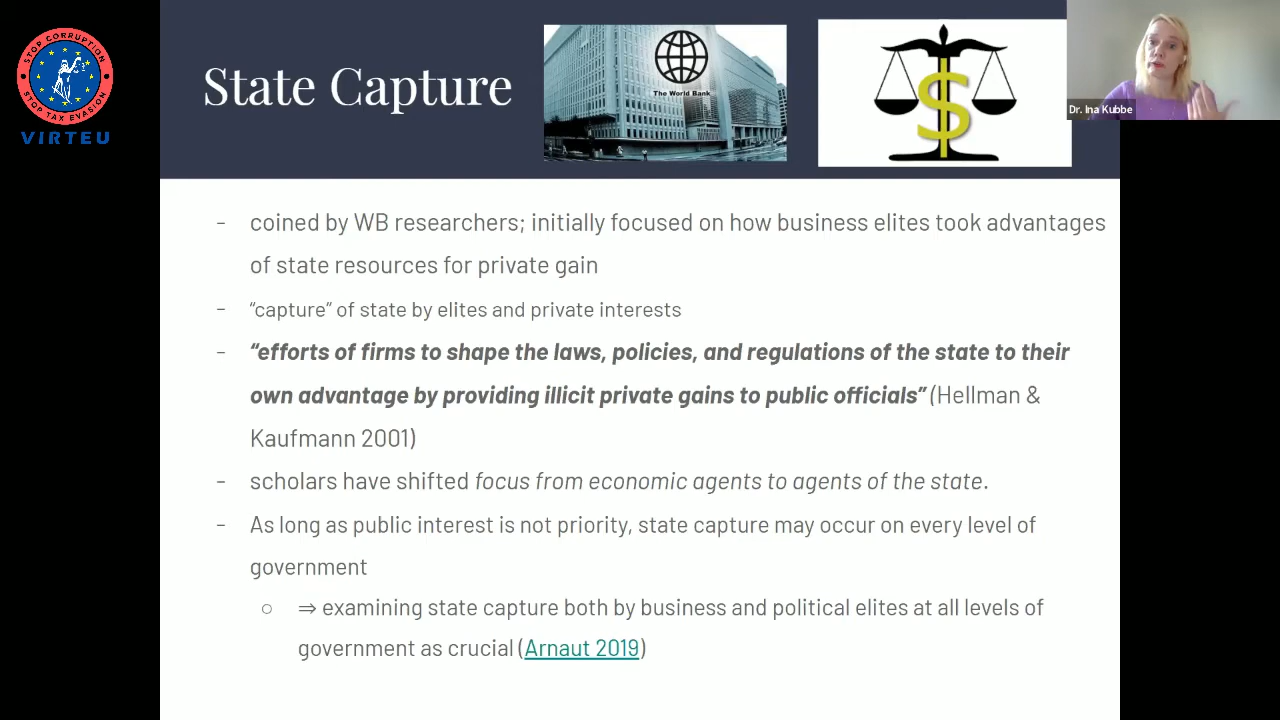 STOP CORRUPTION
STOP TAX EVASION
VIRTEU
State Capture
The World Bank
$
Dr. Ina Kubbe
- coined by WB researchers; initially focused on how business elites took advantages
of state resources for private gain
- “capture” of state by elites and private interests
- “efforts of firms to shape the laws, policies, and regulations of the state to their
own advantage by providing illicit private gains to public officials” (Hellman &
Kaufmann 2001)
- scholars have shifted focus from economic agents to agents of the state.
- As long as public interest is not priority, state capture may occur on every level of
government
○ ⇒ examining state capture both by business and political elites at all levels of
government as crucial (Arnaut 2019)